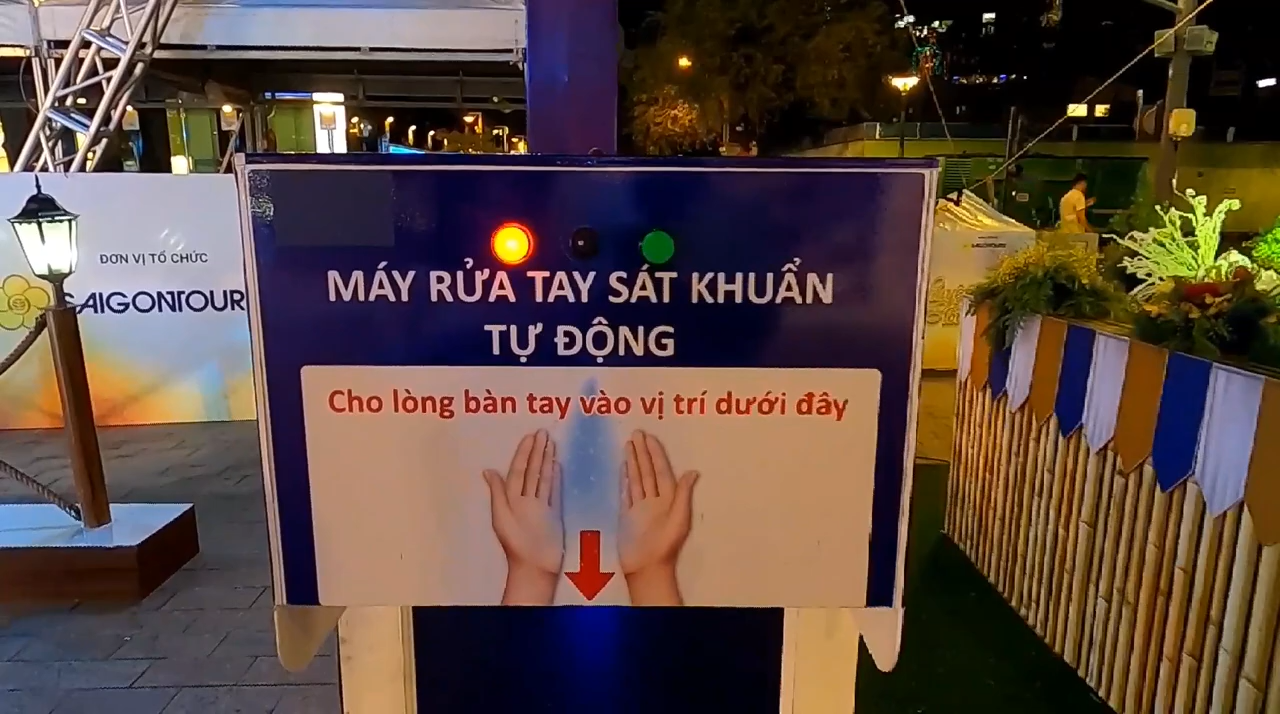 ĐƠN VỊ TỔ CHỨC
SAIGONTOUR
MÁY RỬA TAY SÁT KHUẨN
TỰ ĐỘNG
Cho lòng bàn tay vào vị trí dưới đây